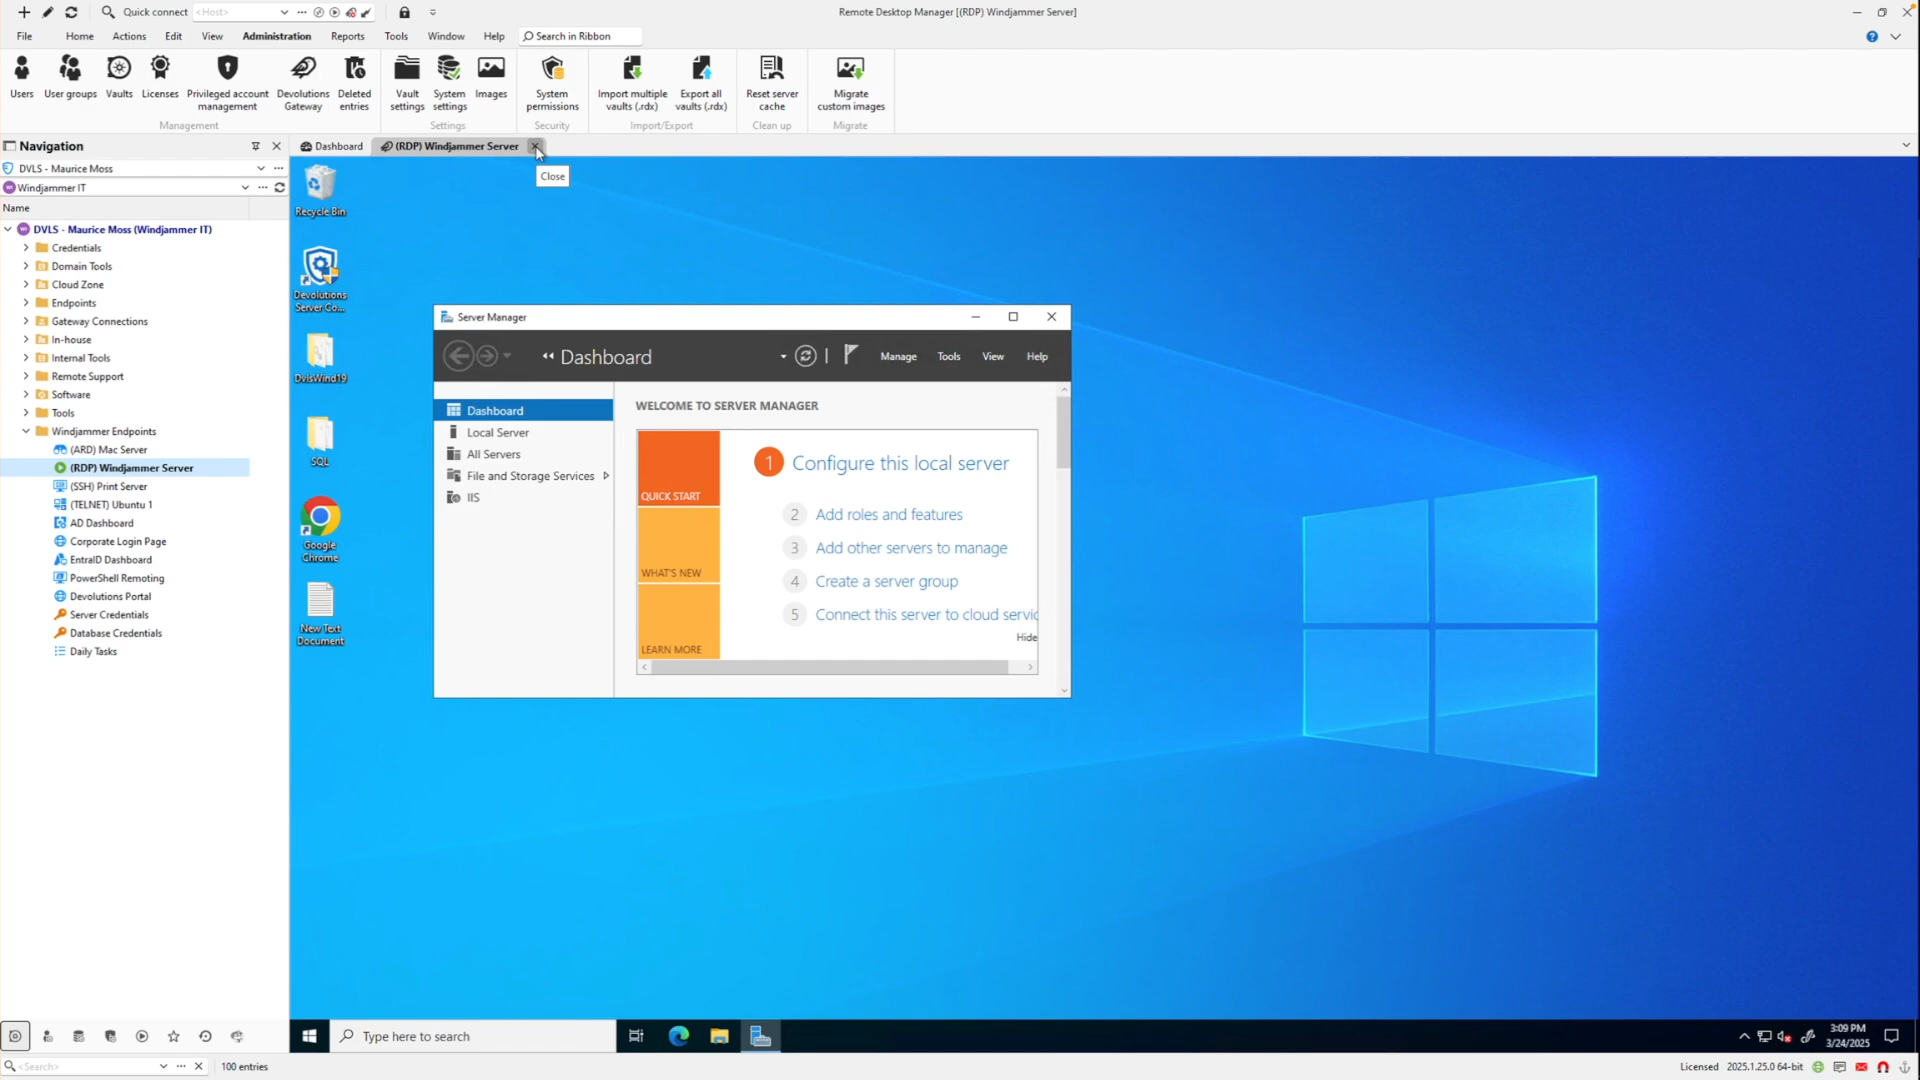 Quick connect <Host>
Remote Desktop Manager [(RDP) Windjammer Server]
File Home Actions Edit View Administration Reports Tools Window Help Search in Ribbon
Users
User groups
Vaults
Licenses
Privileged account
management
Devolutions
Gateway
Deleted
entries
Vault
settings
System
settings
Images
System
permissions
Import multiple
vaults (.rdx)
Export all
vaults (.rdx)
Reset server
cache
Migrate
custom images
Management Settings Security Import/Export Clean up Migrate
Navigation
Dashboard
(RDP) Windjammer Server
Close
DVLS - Maurice Moss
Windjammer IT
Name
DVLS - Maurice Moss (Windjammer IT)
Credentials
Domain Tools
Cloud Zone
Endpoints
Gateway Connections
In-house
Internal Tools
Remote Support
Software
Tools
Windjammer Endpoints
(ARD) Mac Server
(RDP) Windjammer Server
(SSH) Print Server
(TELNET) Ubuntu 1
AD Dashboard
Corporate Login Page
EntraID Dashboard
PowerShell Remoting
Devolutions Portal
Server Credentials
Database Credentials
Daily Tasks
Recycle Bin
Devolutions
Server Co...
DvlsWind19
SQL
Google
Chrome
New Text
Document
Server Manager
Dashboard
Manage Tools View Help
Dashboard
Local Server
All Servers
File and Storage Services
IIS
WELCOME TO SERVER MANAGER
QUICK START
WHAT'S NEW
LEARN MORE
1 Configure this local server
2 Add roles and features
3 Add other servers to manage
4 Create a server group
5 Connect this server to cloud servic
Hide
Type here to search
3:09 PM
3/24/2025
<Search>
100 entries
Licensed 2025.1.25.0 64-bit